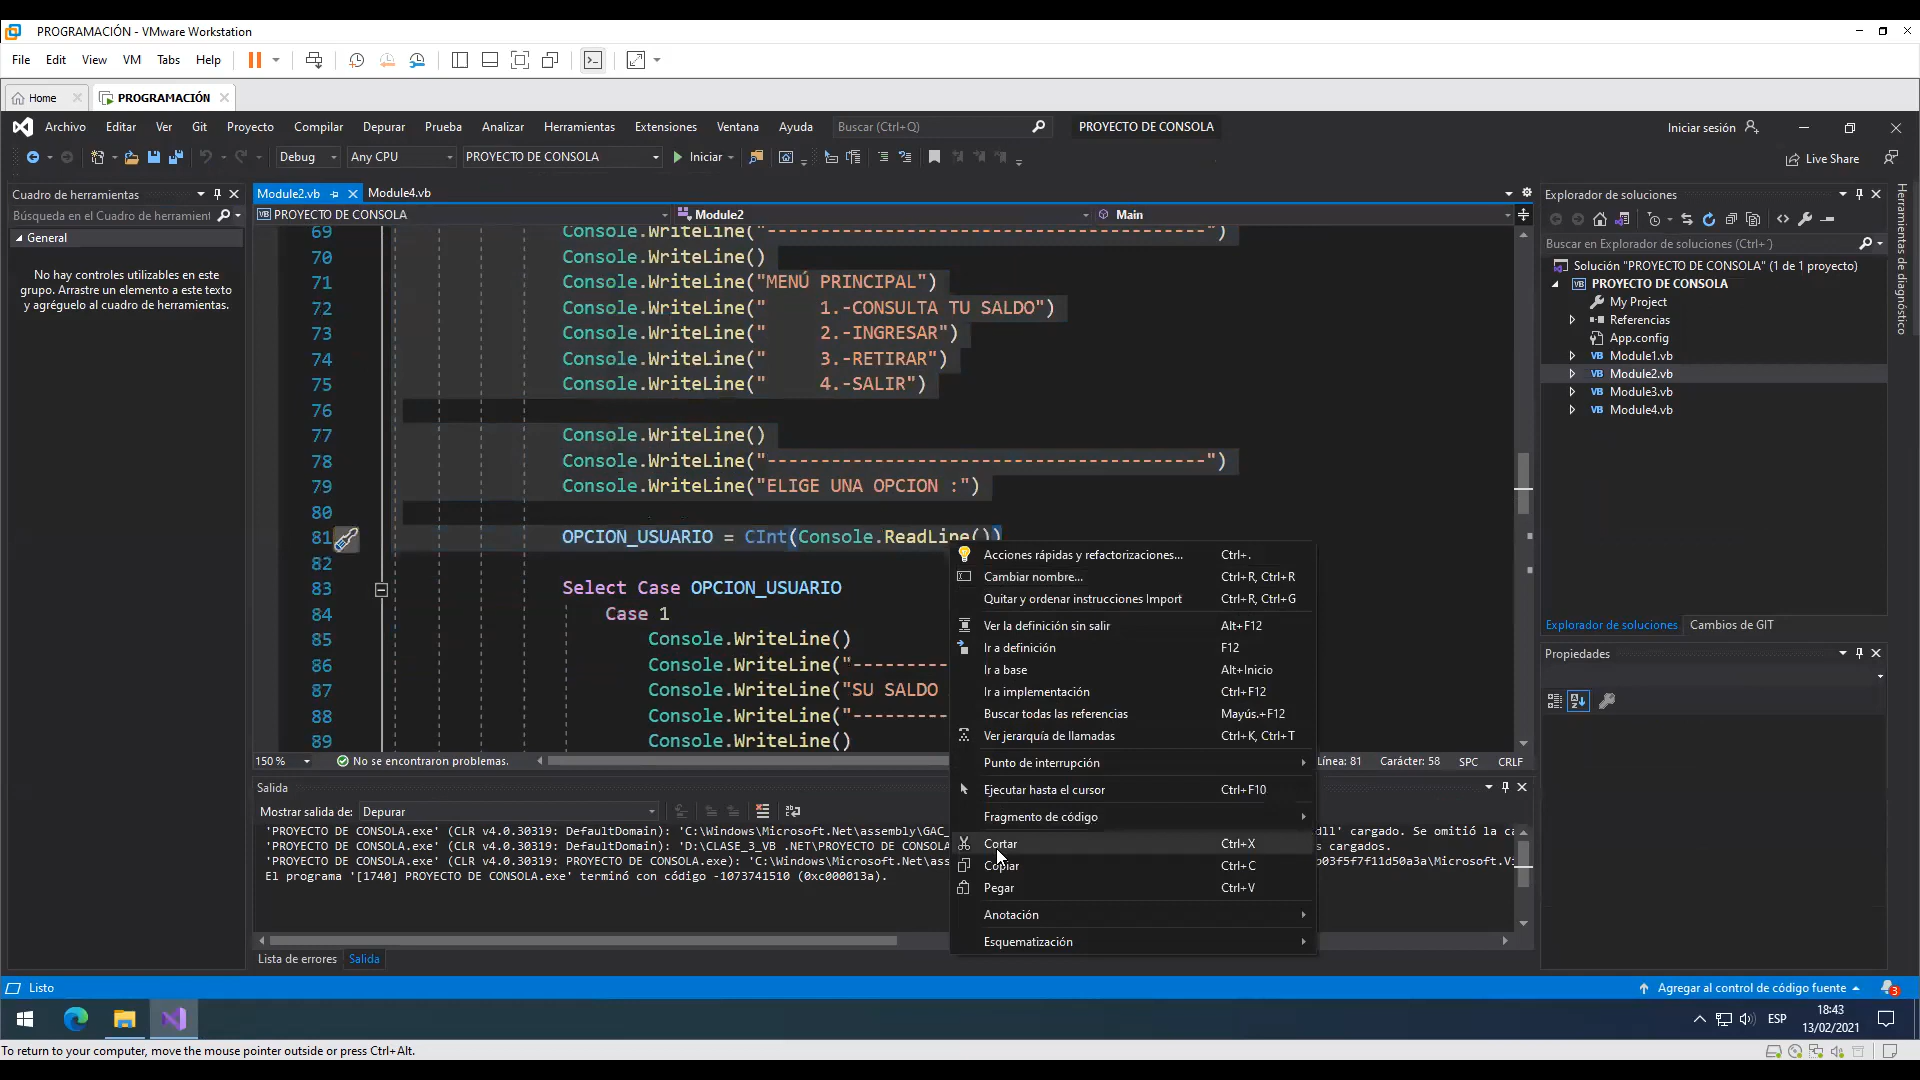 PROGRAMACIÓN - VMware Workstation
File Edit View VM Tabs Help
Home PROGRAMACIÓN
Archivo Editar Ver Git Proyecto Compilar Depurar Prueba Analizar Herramientas Extensiones Ventana Ayuda Buscar (Ctrl+Q) PROYECTO DE CONSOLA Iniciar sesión
Debug Any CPU PROYECTO DE CONSOLA Iniciar Live Share
Cuadro de herramientas
Búsqueda en el Cuadro de herramient
General
No hay controles utilizables en este
grupo. Arrastre un elemento a este texto
y agréguelo al cuadro de herramientas.
Module2.vb Module4.vb
PROYECTO DE CONSOLA Module2 Main
69 Console.WriteLine("-----------------------------------------")
70 Console.WriteLine()
71 Console.WriteLine("MENÚ PRINCIPAL")
72 Console.WriteLine("     1.-CONSULTA TU SALDO")
73 Console.WriteLine("     2.-INGRESAR")
74 Console.WriteLine("     3.-RETIRAR")
75 Console.WriteLine("     4.-SALIR")
76
77 Console.WriteLine()
78 Console.WriteLine("-----------------------------------------")
79 Console.WriteLine("ELIGE UNA OPCION :")
80
81 OPCION_USUARIO = CInt(Console.ReadLine())
82
83 Select Case OPCION_USUARIO
84 Case 1
85 Console.WriteLine()
86 Console.WriteLine("---------
87 Console.WriteLine("SU SALDO
88 Console.WriteLine("---------
89 Console.WriteLine()
Acciones rápidas y refactorizaciones... Ctrl+.
Cambiar nombre... Ctrl+R, Ctrl+R
Quitar y ordenar instrucciones Import Ctrl+R, Ctrl+G
Ver la definición sin salir Alt+F12
Ir a definición F12
Ir a base Alt+Inicio
Ir a implementación Ctrl+F12
Buscar todas las referencias Mayús.+F12
Ver jerarquía de llamadas Ctrl+K, Ctrl+T
Punto de interrupción
Ejecutar hasta el cursor Ctrl+F10
Fragmento de código
Cortar Ctrl+X
Copiar Ctrl+C
Pegar Ctrl+V
Anotación
Esquematización
150 % No se encontraron problemas. Línea: 81 Carácter: 58 SPC CRLF
Salida
Mostrar salida de: Depurar
'PROYECTO DE CONSOLA.exe' (CLR v4.0.30319: DefaultDomain): 'C:\Windows\Microsoft.Net\assembly\GAC_ dll' cargado. Se omitió la ca
'PROYECTO DE CONSOLA.exe' (CLR v4.0.30319: DefaultDomain): 'D:\CLASE_3_VB .NET\PROYECTO DE CONSOLA s cargados.
'PROYECTO DE CONSOLA.exe' (CLR v4.0.30319: PROYECTO DE CONSOLA.exe): 'C:\Windows\Microsoft.Net\ass b03f5f7f11d50a3a\Microsoft.V
El programa '[1740] PROYECTO DE CONSOLA.exe' terminó con código -1073741510 (0xc000013a).
Lista de errores Salida
Explorador de soluciones
Buscar en Explorador de soluciones (Ctrl+´)
Solución "PROYECTO DE CONSOLA" (1 de 1 proyecto)
PROYECTO DE CONSOLA
My Project
Referencias
App.config
Module1.vb
Module2.vb
Module3.vb
Module4.vb
Explorador de soluciones Cambios de GIT
Propiedades
Herramientas de diagnóstico
Listo Agregar al control de código fuente 3
ESP 18:43
13/02/2021
To return to your computer, move the mouse pointer outside or press Ctrl+Alt.